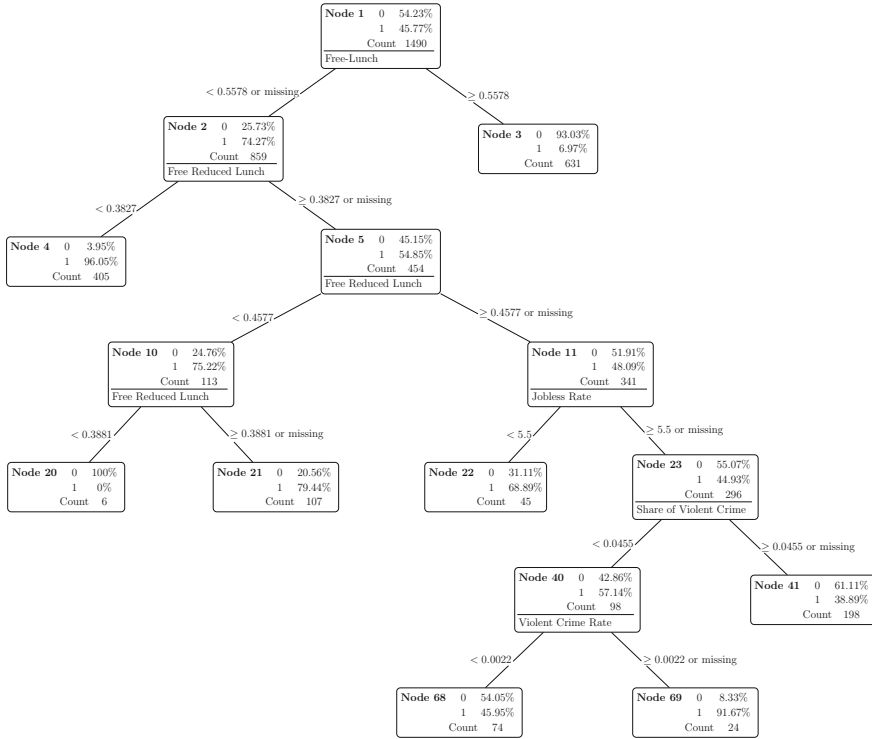 Node 1 0 54.23%
1 45.77%
Count 1490
Free-Lunch
< 0.5578 or missing
≥ 0.5578
Node 2 0 25.73%
1 74.27%
Count 859
Free Reduced Lunch
Node 3 0 93.03%
1 6.97%
Count 631
< 0.3827
≥ 0.3827 or missing
Node 4 0 3.95%
1 96.05%
Count 405
Node 5 0 45.15%
1 54.85%
Count 454
Free Reduced Lunch
< 0.4577
≥ 0.4577 or missing
Node 10 0 24.76%
1 75.22%
Count 113
Free Reduced Lunch
Node 11 0 51.91%
1 48.09%
Count 341
Jobless Rate
< 0.3881
≥ 0.3881 or missing
< 5.5
≥ 5.5 or missing
Node 20 0 100%
1 0%
Count 6
Node 21 0 20.56%
1 79.44%
Count 107
Node 22 0 31.11%
1 68.89%
Count 45
Node 23 0 55.07%
1 44.93%
Count 296
Share of Violent Crime
< 0.0455
≥ 0.0455 or missing
Node 40 0 42.86%
1 57.14%
Count 98
Violent Crime Rate
Node 41 0 61.11%
1 38.89%
Count 198
< 0.0022
≥ 0.0022 or missing
Node 68 0 54.05%
1 45.95%
Count 74
Node 69 0 8.33%
1 91.67%
Count 24